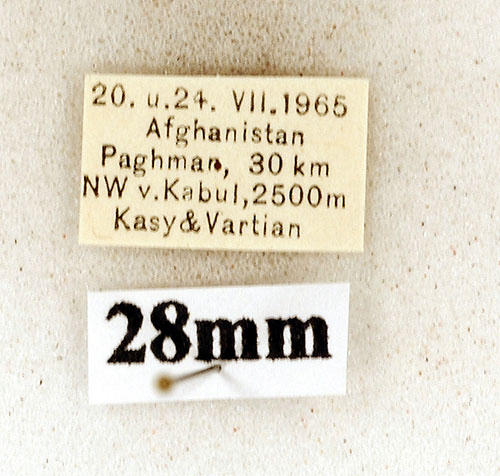 20. u.24. VII.1965
Afghanistan
Paghman, 30 km
NW v.Kabul,2500m
Kasy&Vartian
28mm